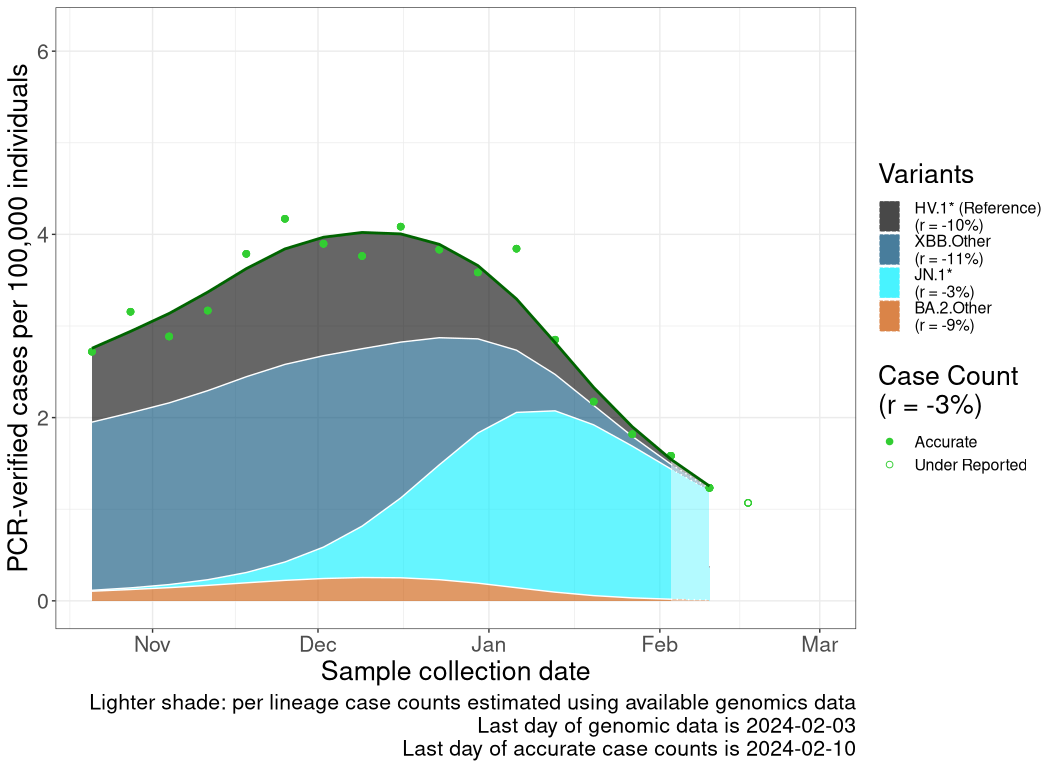 PCR-verified cases per 100,000 individuals
6
4
2
0
Nov
Dec
Jan
Feb
Mar
Sample collection date
Lighter shade: per lineage case counts estimated using available genomics data
Last day of genomic data is 2024-02-03
Last day of accurate case counts is 2024-02-10
Variants
HV.1* (Reference)
(r = -10%)
XBB.Other
(r = -11%)
JN.1*
(r = -3%)
BA.2.Other
(r = -9%)
Case Count
(r = -3%)
Accurate
Under Reported